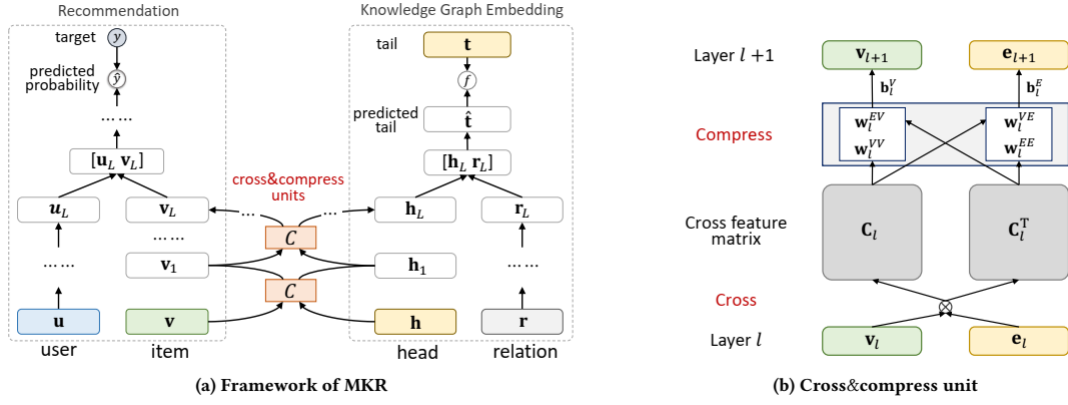 Recommendation
target y
predicted
probability ŷ
... ...
[u_L v_L]
u_L v_L
... ... ... ...
v_1
u v
user item
cross&compress
units
... ...
C
C
Knowledge Graph Embedding
tail t
f
predicted
tail t̂
[h_L r_L]
h_L r_L
h_1 ... ...
h r
head relation
(a) Framework of MKR
Layer l+1 v_{l+1} e_{l+1}
b_l^V b_l^E
Compress
w_l^{EV} w_l^{VE}
w_l^{VV} w_l^{EE}
Cross feature
matrix
C_l C_l^T
Cross
⊗
Layer l v_l e_l
(b) Cross&compress unit